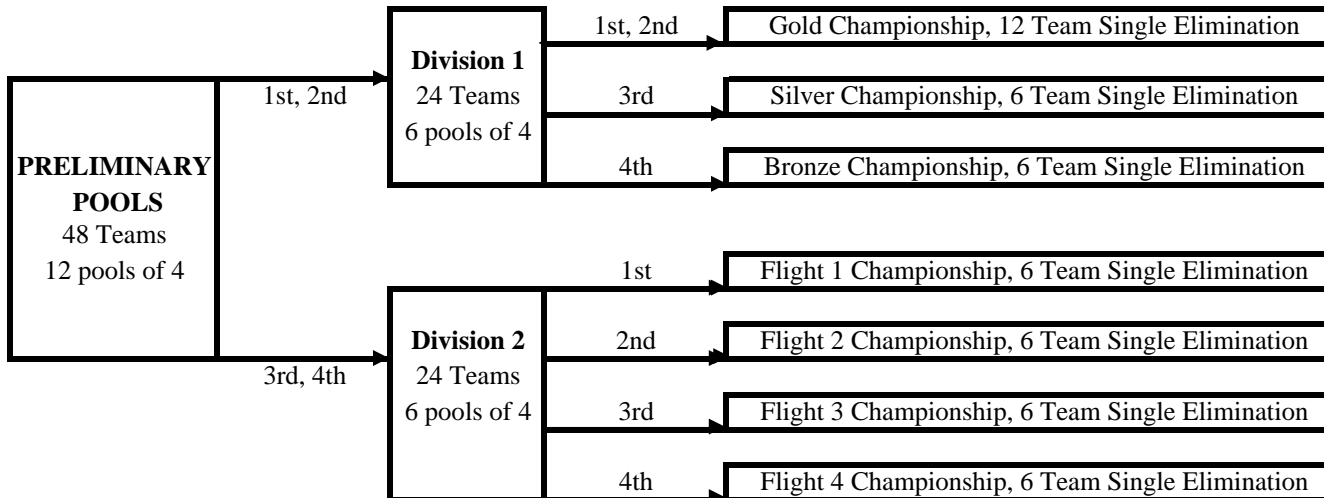 PRELIMINARY
POOLS
48 Teams
12 pools of 4
1st, 2nd
3rd, 4th
Division 1
24 Teams
6 pools of 4
1st, 2nd
Gold Championship, 12 Team Single Elimination
3rd
Silver Championship, 6 Team Single Elimination
4th
Bronze Championship, 6 Team Single Elimination
Division 2
24 Teams
6 pools of 4
1st
Flight 1 Championship, 6 Team Single Elimination
2nd
Flight 2 Championship, 6 Team Single Elimination
3rd
Flight 3 Championship, 6 Team Single Elimination
4th
Flight 4 Championship, 6 Team Single Elimination